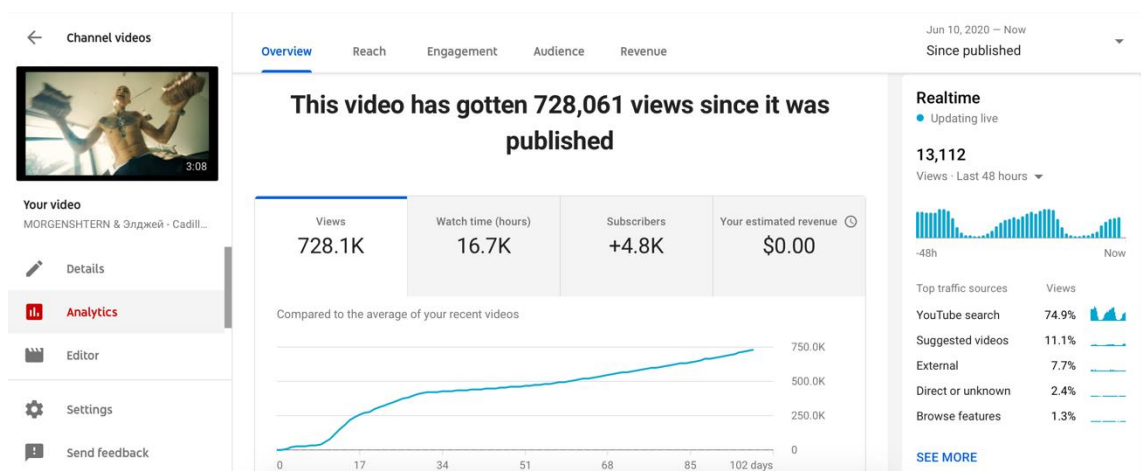 Channel videos
3:08
Your video
MORGENSHTERN & Элджей - Cadill...
Details
Analytics
Editor
Settings
Send feedback
Overview Reach Engagement Audience Revenue
Jun 10, 2020 – Now
Since published
This video has gotten 728,061 views since it was
published
Views
728.1K
Watch time (hours)
16.7K
Subscribers
+4.8K
Your estimated revenue
$0.00
Compared to the average of your recent videos
750.0K
500.0K
250.0K
0
0 17 34 51 68 85 102 days
Realtime
Updating live
13,112
Views · Last 48 hours
-48h Now
Top traffic sources Views
YouTube search 74.9%
Suggested videos 11.1%
External 7.7%
Direct or unknown 2.4%
Browse features 1.3%
SEE MORE